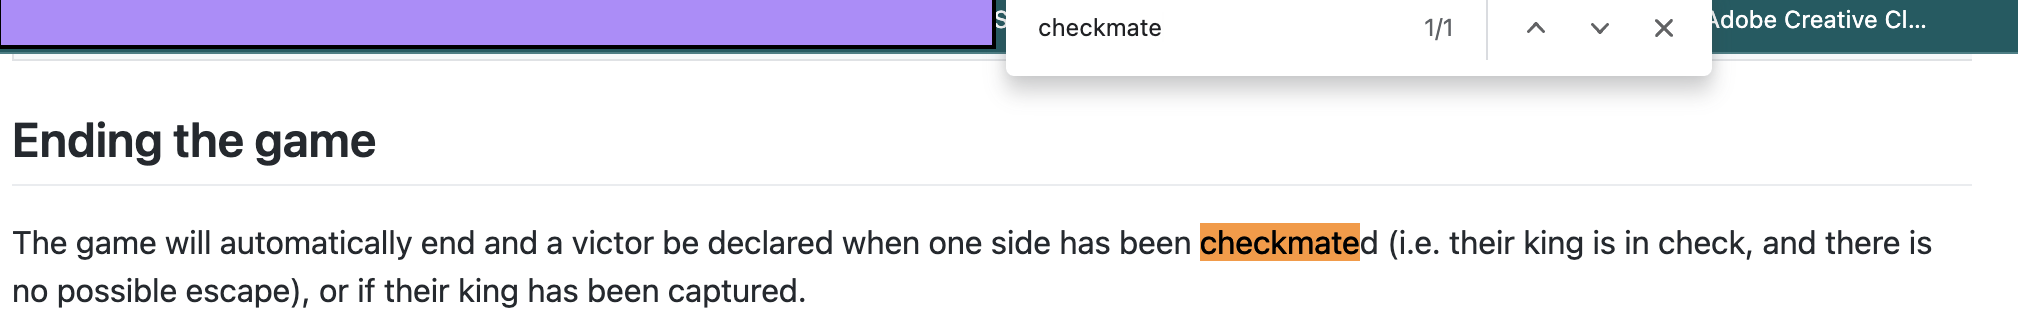 checkmate 1/1
Adobe Creative Cl...
Ending the game
The game will automatically end and a victor be declared when one side has been checkmated (i.e. their king is in check, and there is
no possible escape), or if their king has been captured.